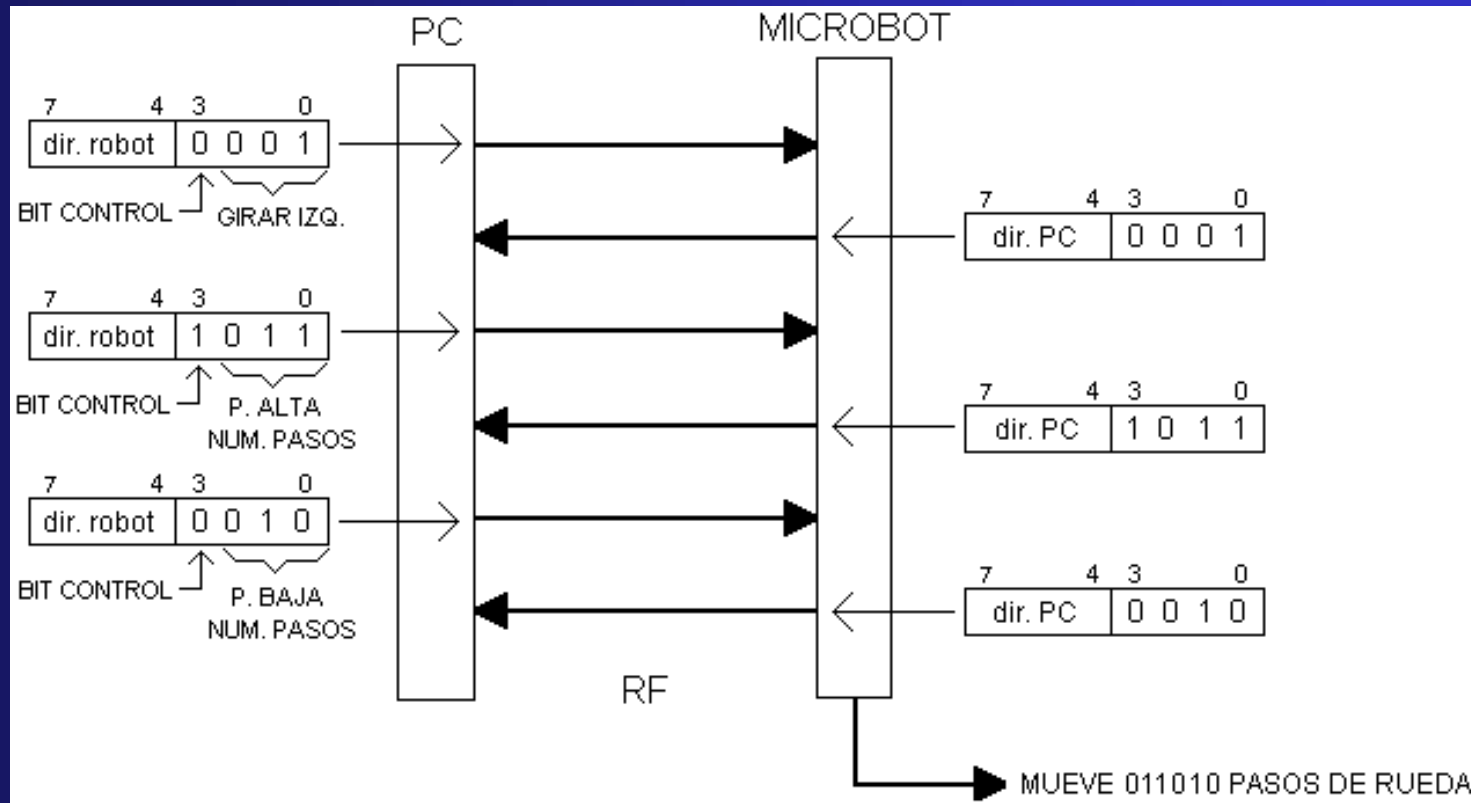 PC
MICROBOT
7 4 3 0
dir. robot 0 0 0 1
BIT CONTROL
GIRAR IZQ.
7 4 3 0
dir. PC 0 0 0 1
7 4 3 0
dir. robot 1 0 1 1
BIT CONTROL
P. ALTA
NUM. PASOS
7 4 3 0
dir. PC 1 0 1 1
7 4 3 0
dir. robot 0 0 1 0
BIT CONTROL
P. BAJA
NUM. PASOS
7 4 3 0
dir. PC 0 0 1 0
RF
MUEVE 011010 PASOS DE RUEDA